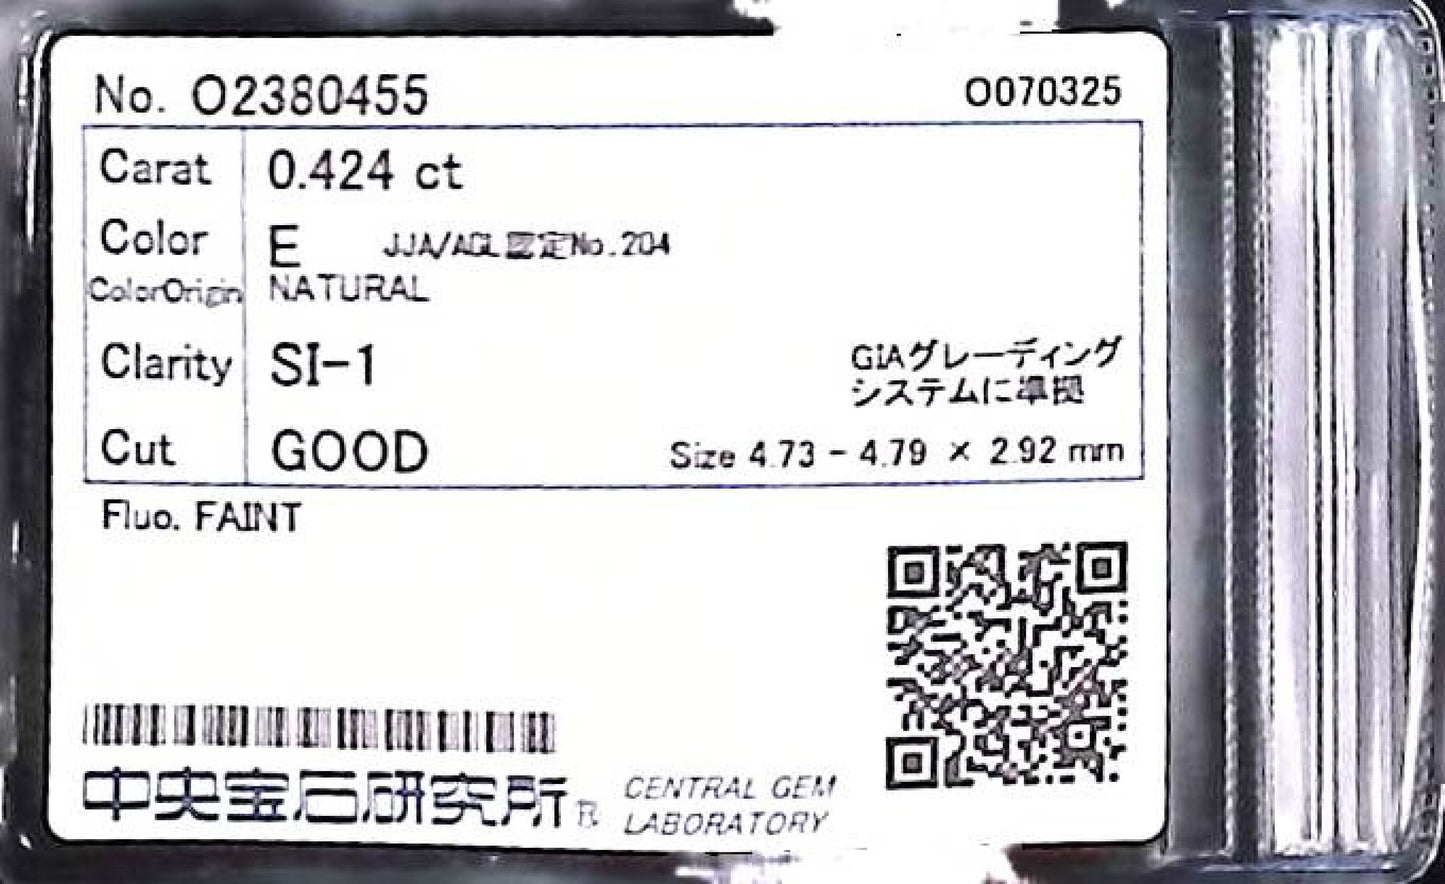 No. O2380455
O070325
Carat 0.424 ct
Color E JJA/AGL認定No.204
ColorOrigin NATURAL
Clarity SI-1
GIAグレーディング
システムに準拠
Cut GOOD Size 4.73 - 4.79 × 2.92 mm
Fluo. FAINT
中央宝石研究所
CENTRAL GEM
LABORATORY